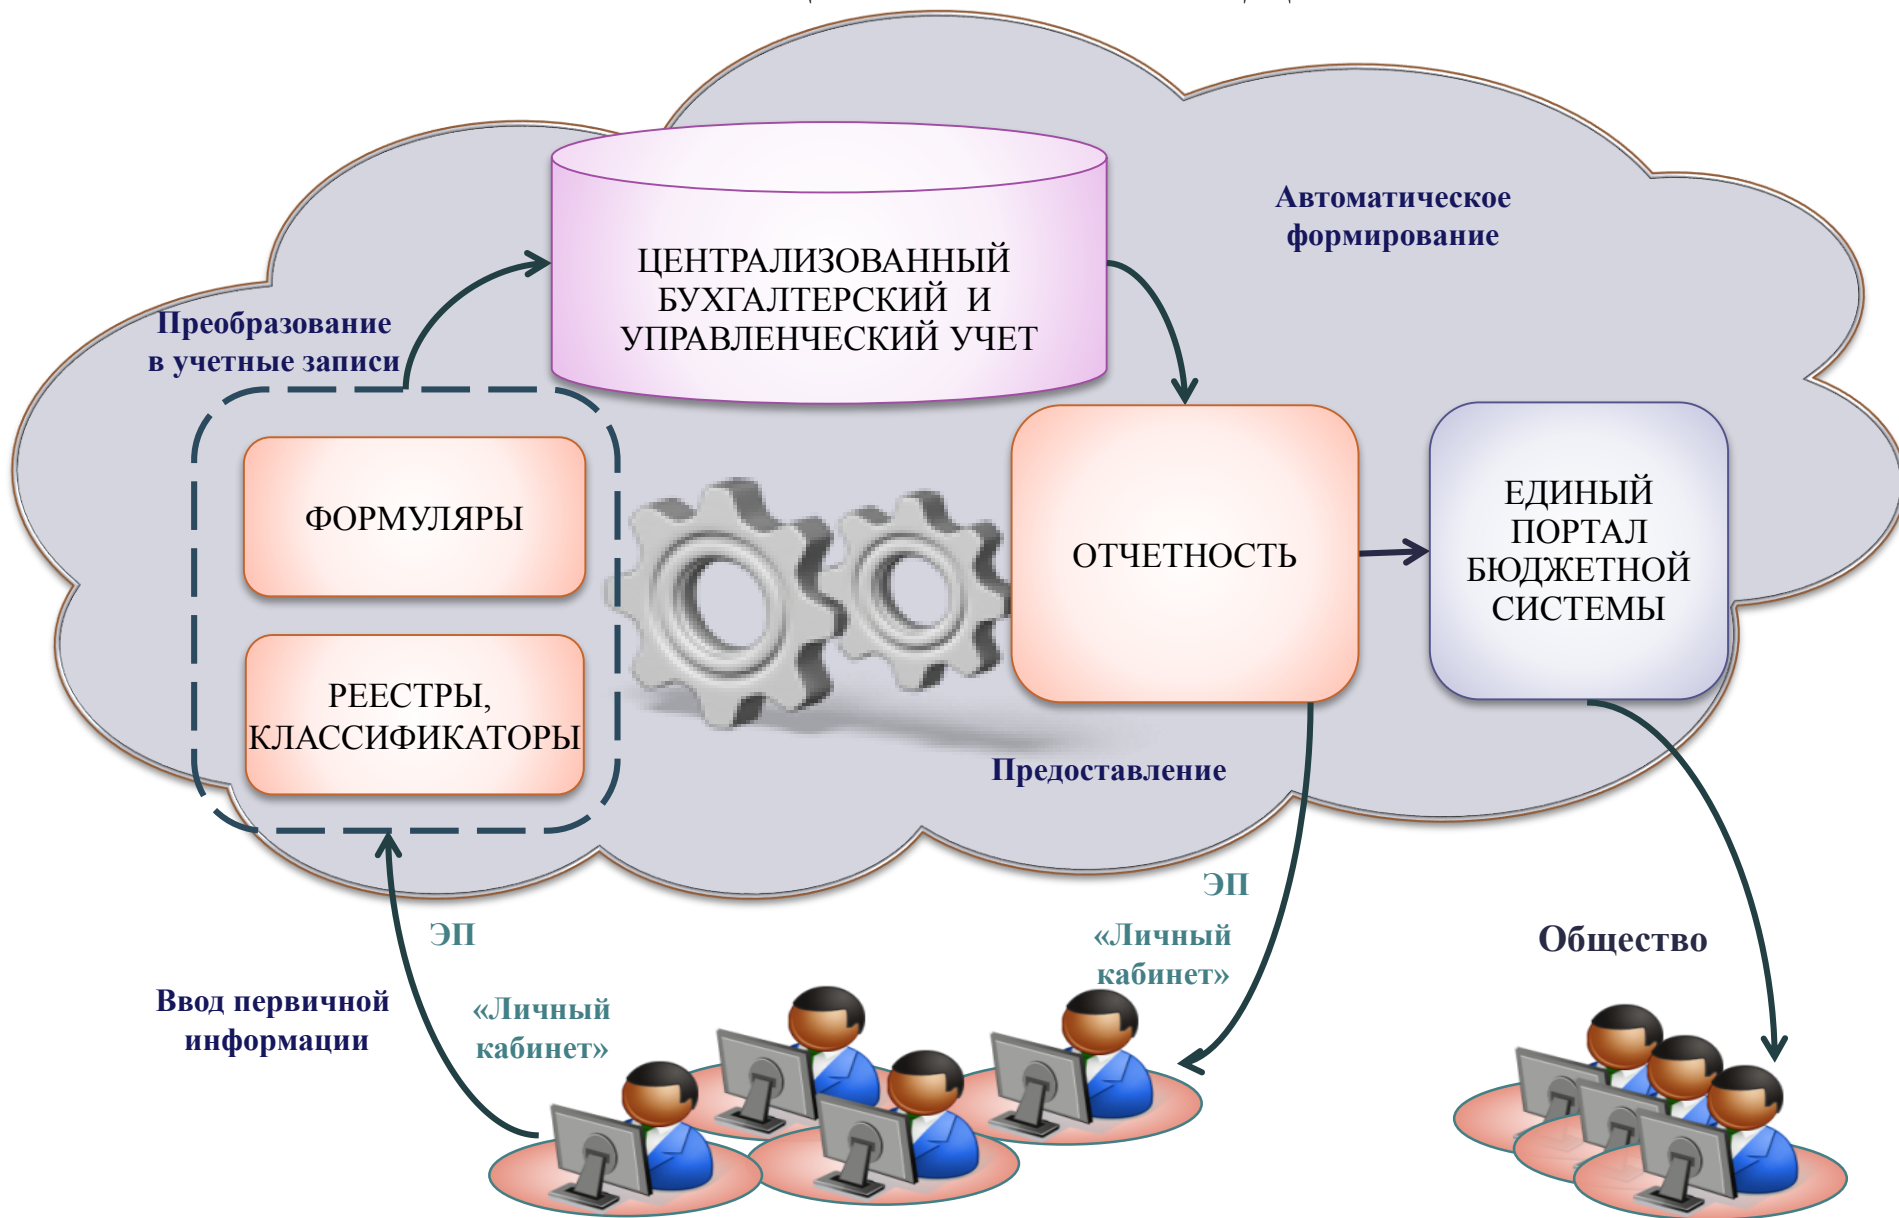 Автоматическое
формирование
ЦЕНТРАЛИЗОВАННЫЙ
БУХГАЛТЕРСКИЙ И
УПРАВЛЕНЧЕСКИЙ УЧЕТ
Преобразование
в учетные записи
ФОРМУЛЯРЫ
РЕЕСТРЫ,
КЛАССИФИКАТОРЫ
ОТЧЕТНОСТЬ
ЕДИНЫЙ
ПОРТАЛ
БЮДЖЕТНОЙ
СИСТЕМЫ
Предоставление
ЭП
«Личный
кабинет»
Ввод первичной
информации
ЭП
«Личный
кабинет»
Общество